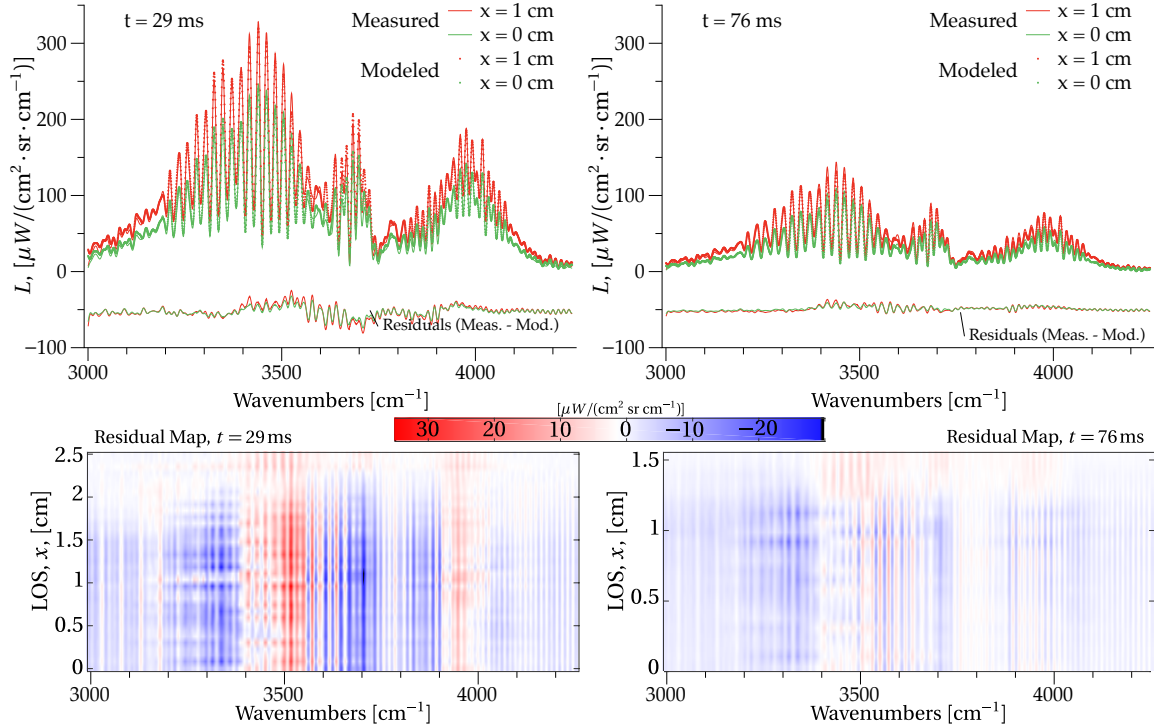 t = 29 ms
Measured
x = 1 cm
x = 0 cm
Modeled
x = 1 cm
x = 0 cm
L, [μW/(cm² · sr · cm⁻¹)]
300
200
100
0
−100
Residuals (Meas. - Mod.)
3000 3500 4000
Wavenumbers [cm⁻¹]
t = 76 ms
Measured
x = 1 cm
x = 0 cm
Modeled
x = 1 cm
x = 0 cm
L, [μW/(cm² · sr · cm⁻¹)]
300
200
100
0
−100
Residuals (Meas. - Mod.)
3000 3500 4000
Wavenumbers [cm⁻¹]
[μW/(cm² sr cm⁻¹)]
30 20 10 0 −10 −20
Residual Map, t = 29 ms
LOS, x, [cm]
2.5
2
1.5
1
0.5
0
3000 3500 4000
Wavenumbers [cm⁻¹]
Residual Map, t = 76 ms
LOS, x, [cm]
1.5
1
0.5
0
3000 3500 4000
Wavenumbers [cm⁻¹]